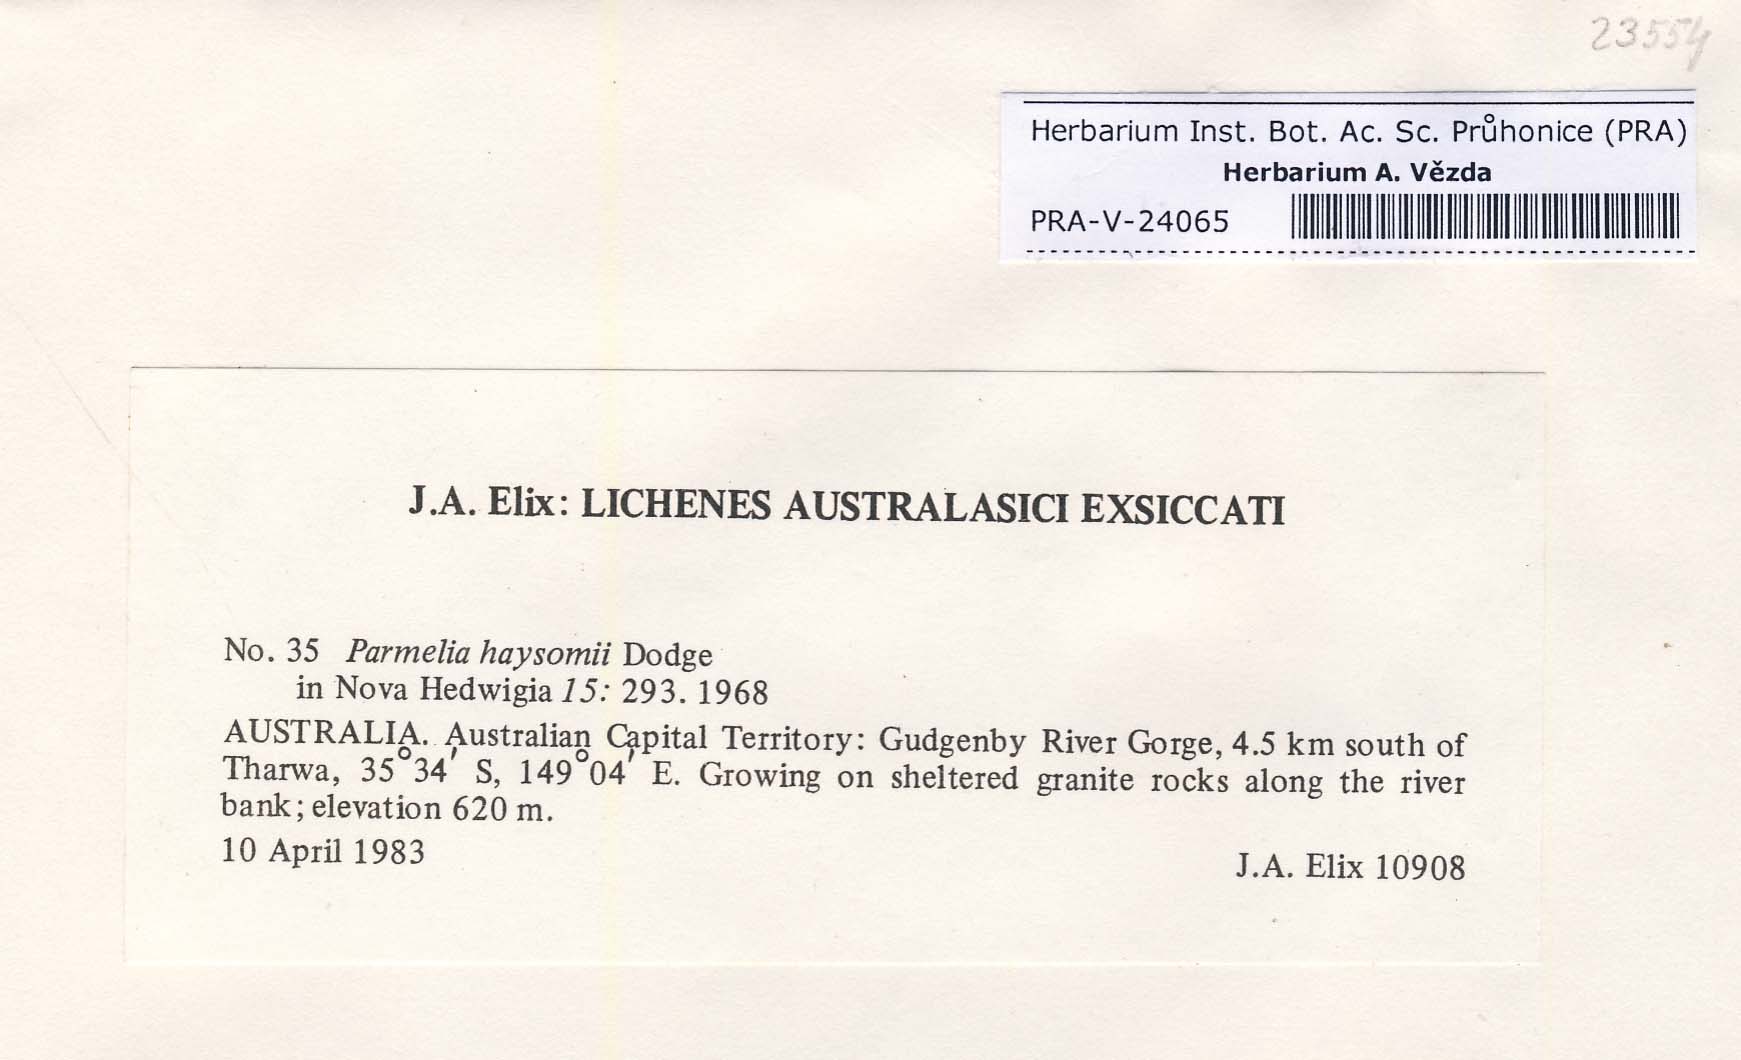 23554
Herbarium Inst. Bot. Ac. Sc. Průhonice (PRA)
Herbarium A. Vězda
PRA-V-24065
J.A. Elix: LICHENES AUSTRALASICI EXSICCATI
No. 35 Parmelia haysomii Dodge
in Nova Hedwigia 15: 293. 1968
AUSTRALIA. Australian Capital Territory: Gudgenby River Gorge, 4.5 km south of
Tharwa, 35°34′ S, 149°04′ E. Growing on sheltered granite rocks along the river
bank; elevation 620 m.
10 April 1983
J.A. Elix 10908